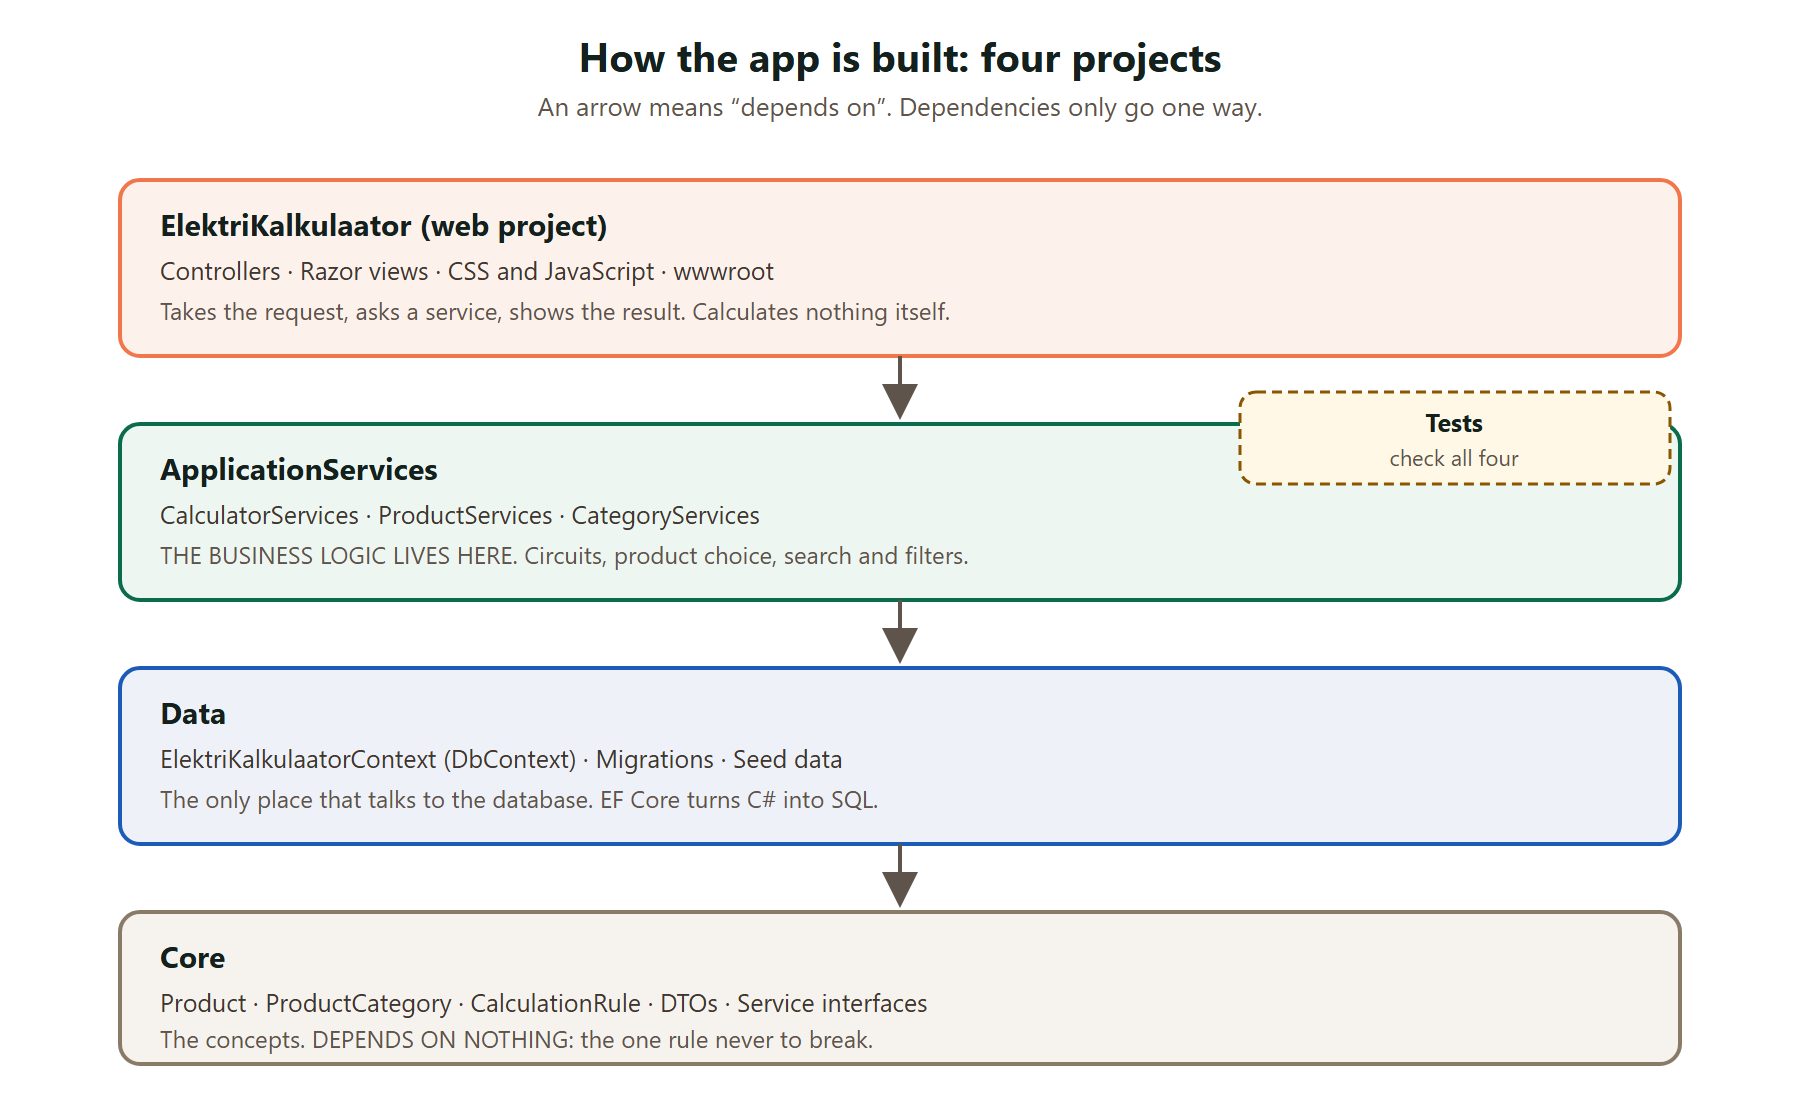 How the app is built: four projects
An arrow means “depends on”. Dependencies only go one way.
ElektriKalkulaator (web project)
Controllers · Razor views · CSS and JavaScript · wwwroot
Takes the request, asks a service, shows the result. Calculates nothing itself.
Tests
check all four
ApplicationServices
CalculatorServices · ProductServices · CategoryServices
THE BUSINESS LOGIC LIVES HERE. Circuits, product choice, search and filters.
Data
ElektriKalkulaatorContext (DbContext) · Migrations · Seed data
The only place that talks to the database. EF Core turns C# into SQL.
Core
Product · ProductCategory · CalculationRule · DTOs · Service interfaces
The concepts. DEPENDS ON NOTHING: the one rule never to break.